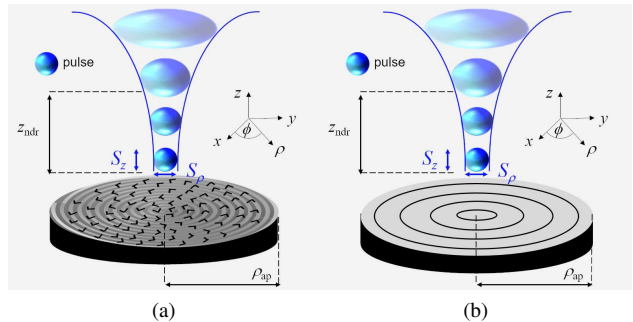 pulse
z
y
x
ϕ
ρ
z_ndr
S_z
S_ρ
ρ_ap
(a)
pulse
z
y
x
ϕ
ρ
z_ndr
S_z
S_ρ
ρ_ap
(b)